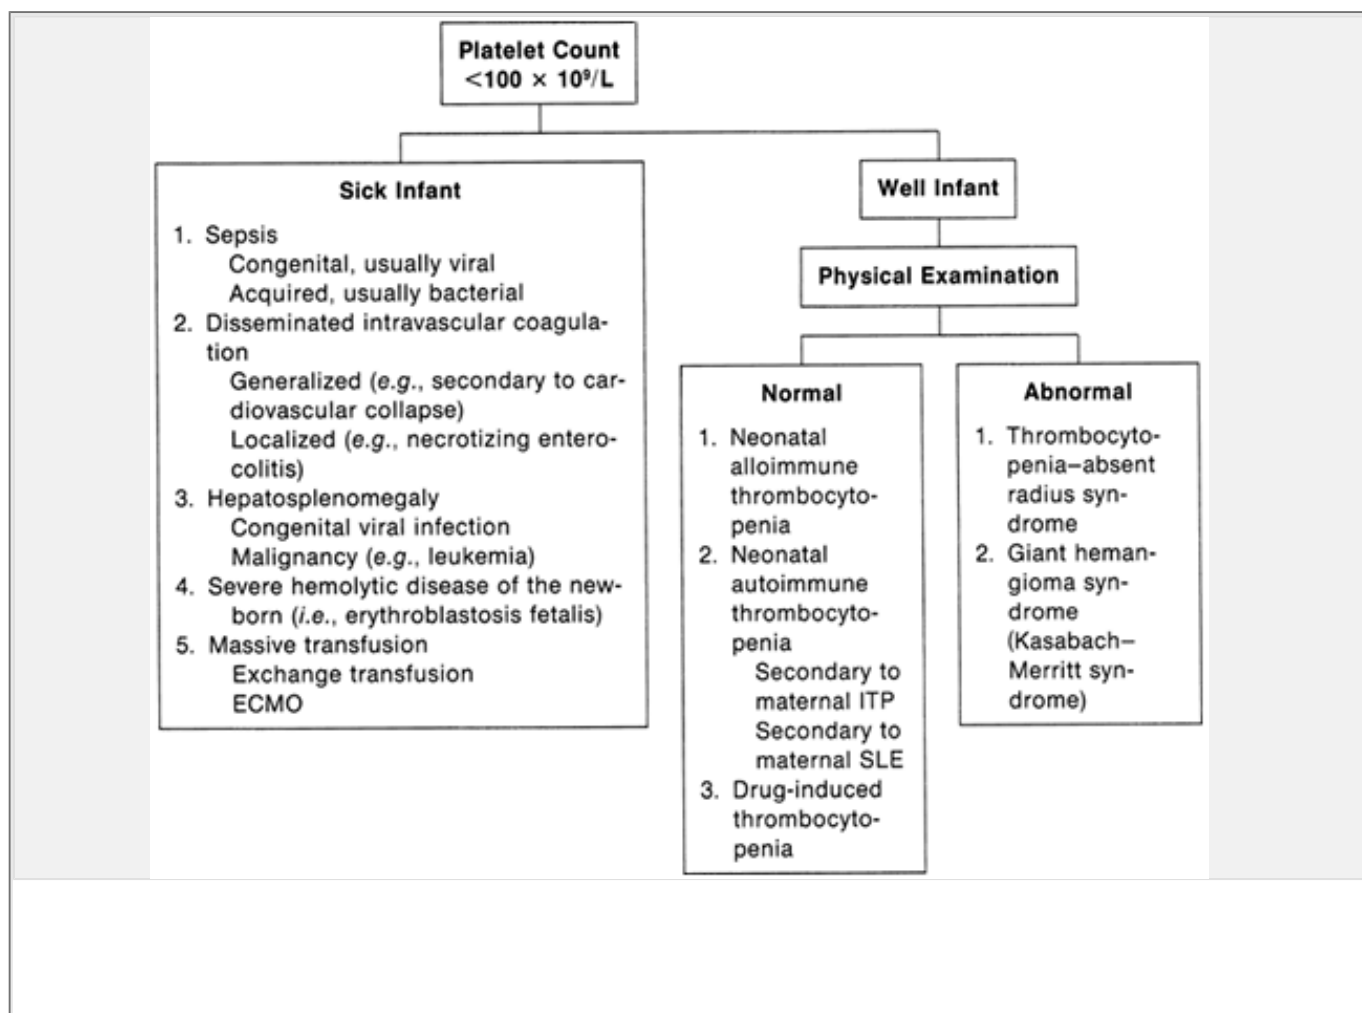 Platelet Count
<100 × 10⁹/L
Sick Infant
1. Sepsis
Congenital, usually viral
Acquired, usually bacterial
2. Disseminated intravascular coagula-
tion
Generalized (e.g., secondary to car-
diovascular collapse)
Localized (e.g., necrotizing entero-
colitis)
3. Hepatosplenomegaly
Congenital viral infection
Malignancy (e.g., leukemia)
4. Severe hemolytic disease of the new-
born (i.e., erythroblastosis fetalis)
5. Massive transfusion
Exchange transfusion
ECMO
Well Infant
Physical Examination
Normal
1. Neonatal
alloimmune
thrombocyto-
penia
2. Neonatal
autoimmune
thrombocyto-
penia
Secondary to
maternal ITP
Secondary to
maternal SLE
3. Drug-induced
thrombocyto-
penia
Abnormal
1. Thrombocyto-
penia–absent
radius syn-
drome
2. Giant heman-
gioma syn-
drome
(Kasabach–
Merritt syn-
drome)